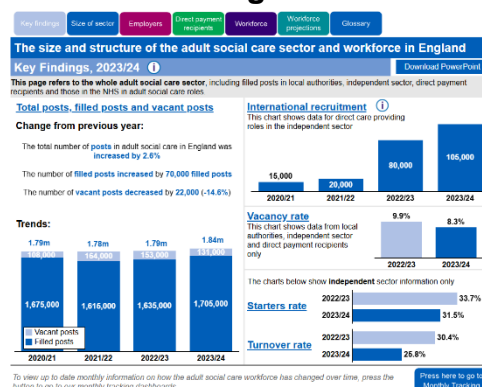 Key findings
Size of sector
Employers
Direct payment
recipients
Workforce
Workforce
projections
Glossary
The size and structure of the adult social care sector and workforce in England
Key Findings, 2023/24
Download PowerPoint
This page refers to the whole adult social care sector, including filled posts in local authorities, independent sector, direct payment
recipients and those in the NHS in adult social care roles
Total posts, filled posts and vacant posts
Change from previous year:
The total number of posts in adult social care in England was
increased by 2.6%
The number of filled posts increased by 70,000 filled posts
The number of vacant posts decreased by 22,000 (-14.6%)
Trends:
1.79m
1.78m
1.79m
1.84m
164,000
153,000
131,000
1,675,000
1,615,000
1,635,000
1,705,000
Vacant posts
Filled posts
2020/21
2021/22
2022/23
2023/24
International recruitment
This chart shows data for direct care providing
roles in the independent sector
15,000
20,000
80,000
105,000
2020/21
2021/22
2022/23
2023/24
Vacancy rate
This chart shows data from local
authorities, independent sector
and direct payment recipients
only
9.9%
8.3%
2022/23
2023/24
The charts below show independent sector information only
Starters rate
2022/23
33.7%
2023/24
31.5%
Turnover rate
2022/23
30.4%
2023/24
25.8%
To view up to date monthly information on how the adult social care workforce has changed over time, press the
button to go to our monthly tracking dashboards
Press here to go to
Monthly Tracking